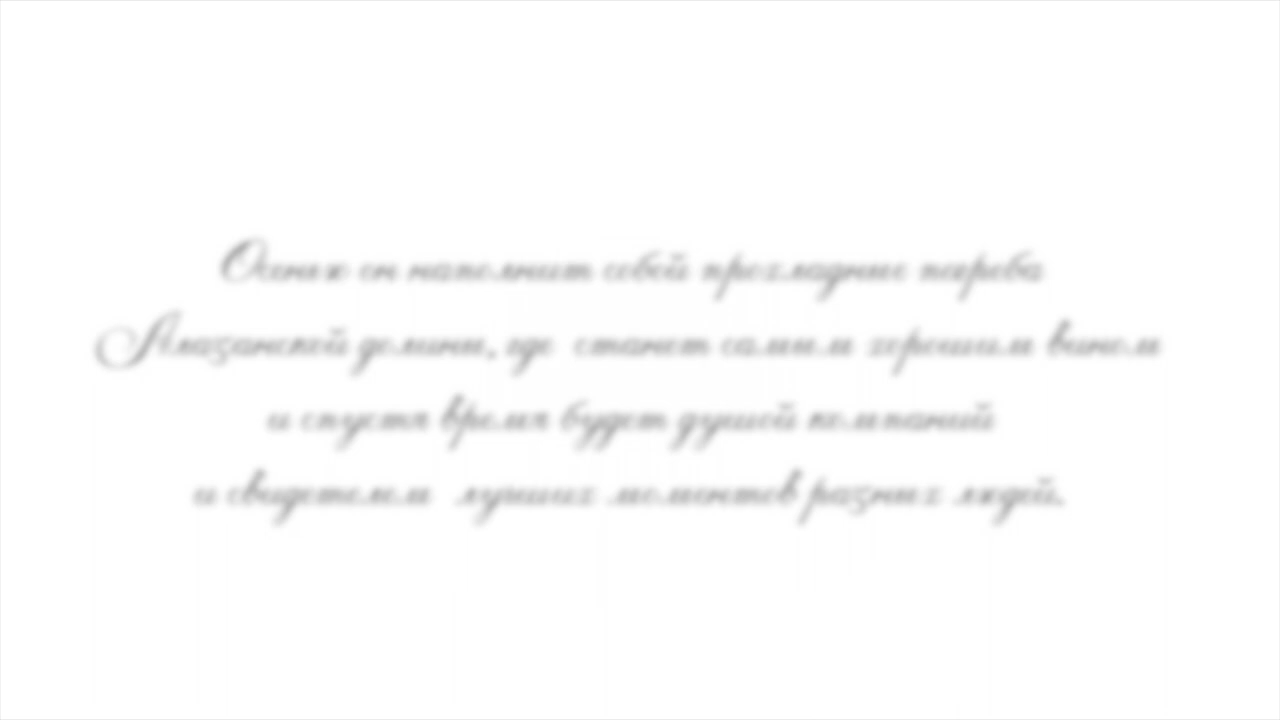 Осенью он наполнит собой прохладные погреба
Алазанской долины, где станет самым хорошим вином
и спустя время будет душой компаний
и свидетелем лучших моментов разных людей.